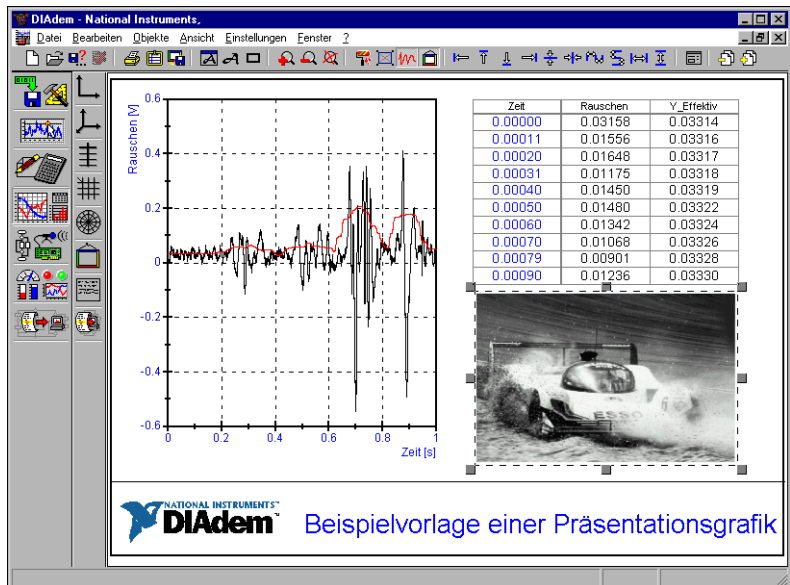 DIAdem - National Instruments,
Datei Bearbeiten Objekte Ansicht Einstellungen Fenster ?
Rauschen [V]
0.6
0.4
0.2
0
-0.2
-0.4
-0.6
0 0.2 0.4 0.6 0.8 1
Zeit [s]
Zeit Rauschen Y_Effektiv
0.00000 0.03158 0.03314
0.00011 0.01556 0.03316
0.00020 0.01648 0.03317
0.00031 0.01175 0.03318
0.00040 0.01450 0.03319
0.00050 0.01480 0.03322
0.00060 0.01342 0.03324
0.00070 0.01068 0.03326
0.00079 0.00901 0.03328
0.00090 0.01236 0.03330
ESSO
NATIONAL INSTRUMENTS™
DIAdem™
Beispielvorlage einer Präsentationsgrafik